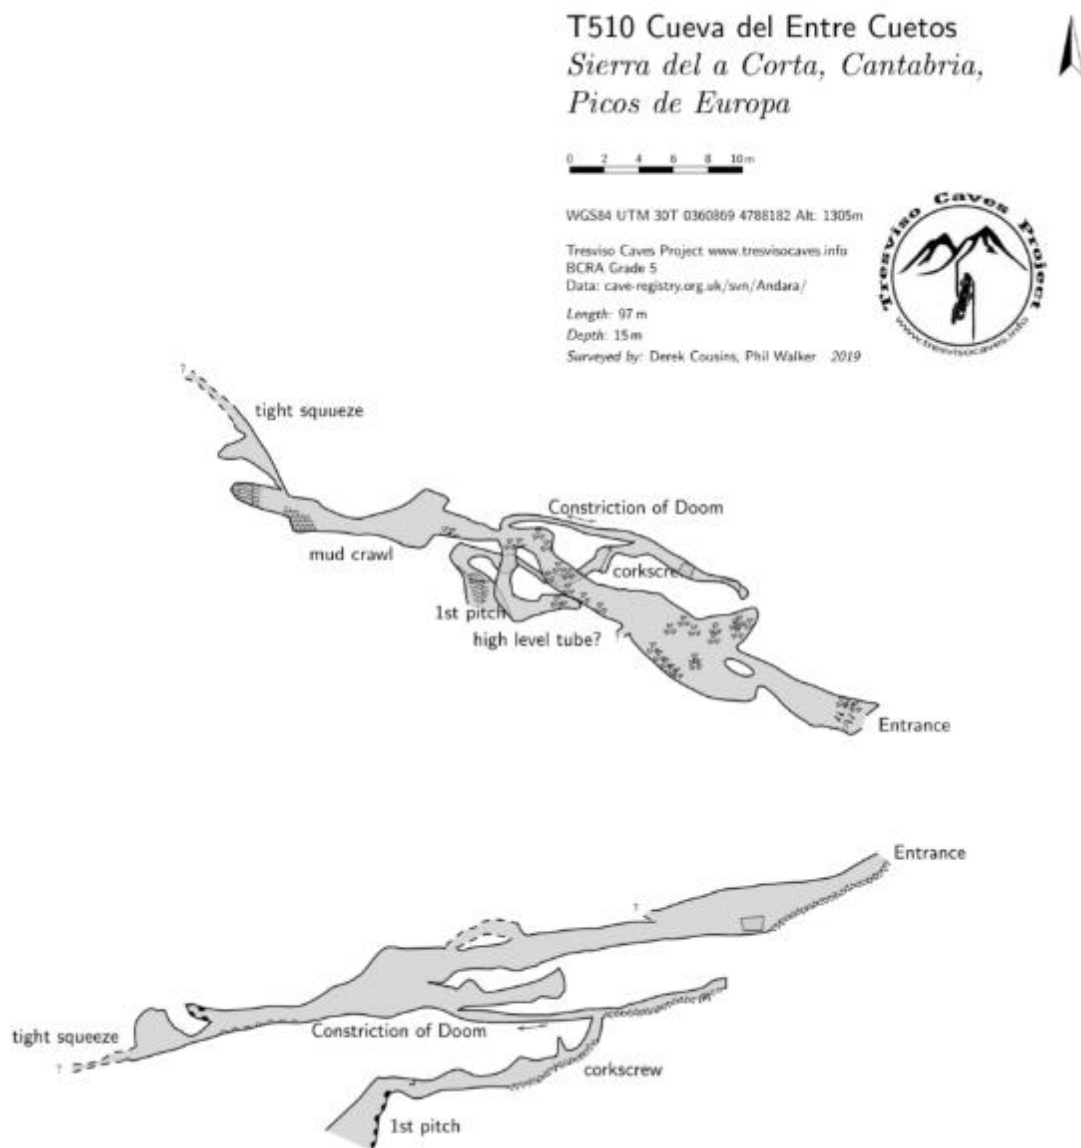 T510 Cueva del Entre Cuetos
Sierra del a Corta, Cantabria,
Picos de Europa
0 2 4 6 8 10m
WGS84 UTM 30T 0360869 4788182 Alt: 1305m
Tresviso Caves Project www.tresvisocaves.info
BCRA Grade 5
Data: cave-registry.org.uk/svn/Andara/
Length: 97 m
Depth: 15 m
Surveyed by: Derek Cousins, Phil Walker 2019
Tresviso Caves Project
www.tresvisocaves.info
?
tight squueze
Constriction of Doom
mud crawl
corkscre
1st pitch
high level tube?
?
Entrance
Entrance
?
Constriction of Doom
tight squeeze
?
corkscrew
1st pitch